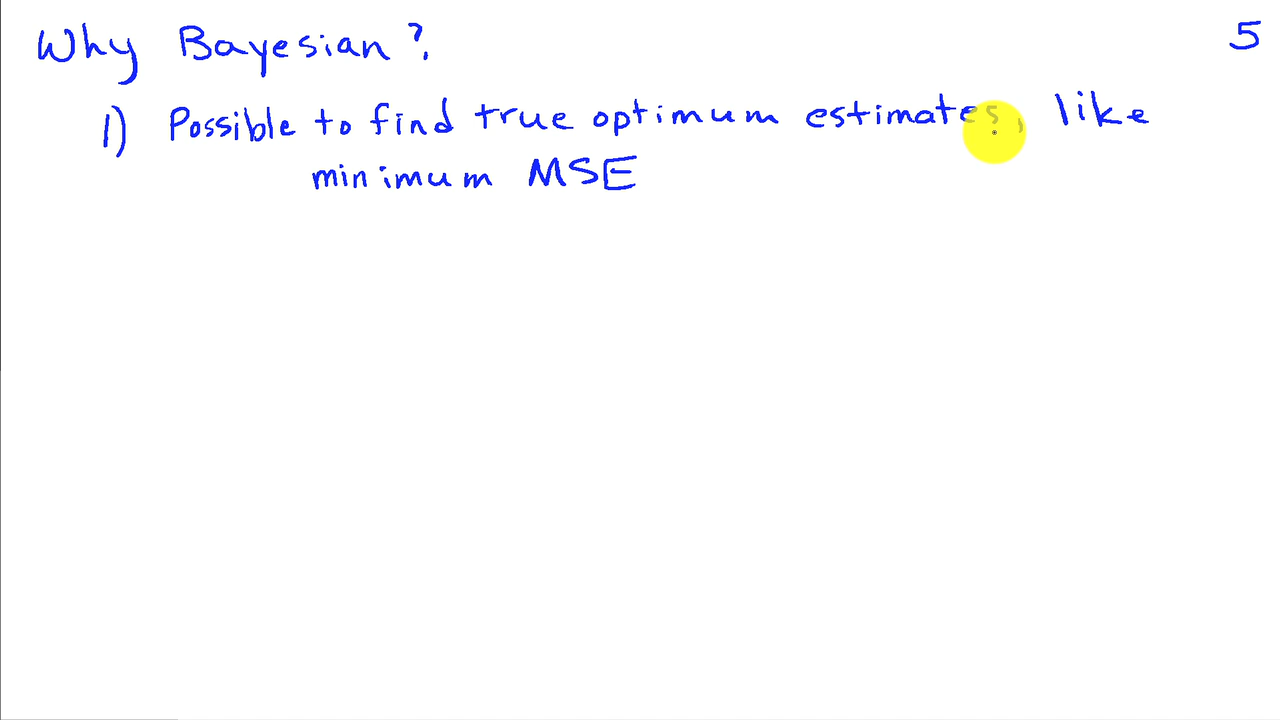 Why Bayesian?
5
1) Possible to find true optimum estimates, like
minimum MSE